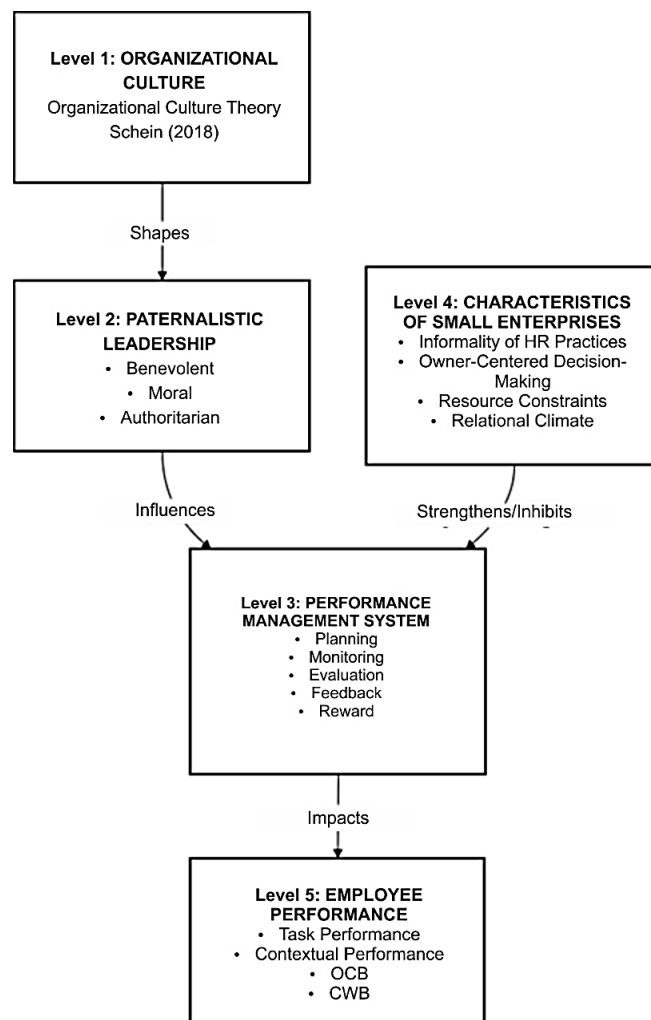 Level 1: ORGANIZATIONAL
CULTURE
Organizational Culture Theory
Schein (2018)
Shapes
Level 2: PATERNALISTIC
LEADERSHIP
• Benevolent
• Moral
• Authoritarian
Level 4: CHARACTERISTICS
OF SMALL ENTERPRISES
• Informality of HR Practices
• Owner-Centered Decision-
Making
• Resource Constraints
• Relational Climate
Influences
Strengthens/Inhibits
Level 3: PERFORMANCE
MANAGEMENT SYSTEM
• Planning
• Monitoring
• Evaluation
• Feedback
• Reward
Impacts
Level 5: EMPLOYEE
PERFORMANCE
• Task Performance
• Contextual Performance
• OCB
• CWB